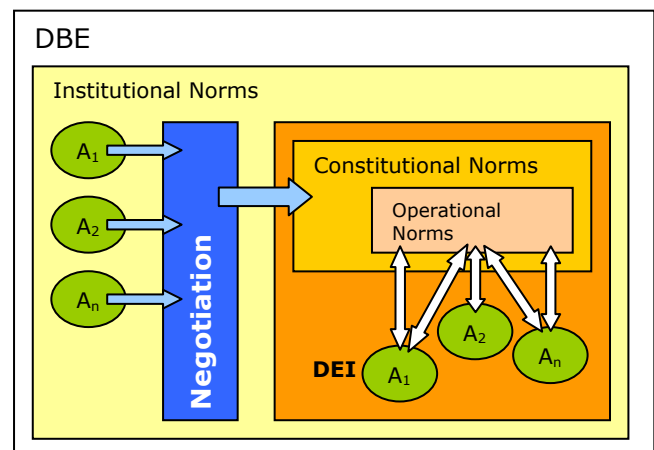 DBE
Institutional Norms
A₁
A₂
Aₙ
Negotiation
Constitutional Norms
Operational
Norms
DEI
A₁
A₂
Aₙ